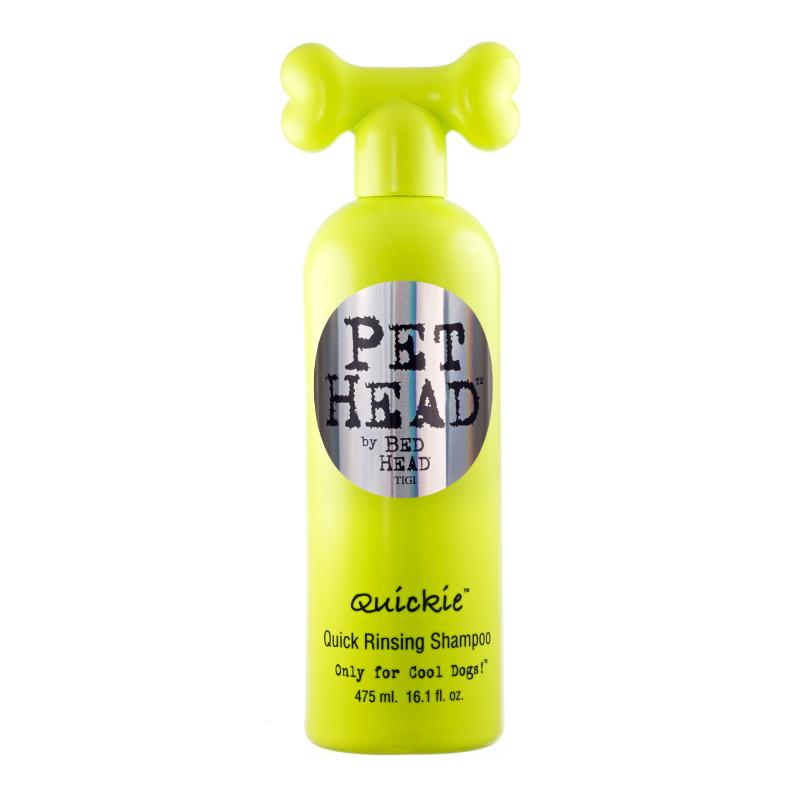 PET
HEAD™
by BED
HEAD
TIGI
Quickie™
Quick Rinsing Shampoo
Only for Cool Dogs!™
475 ml. 16.1 fl. oz.